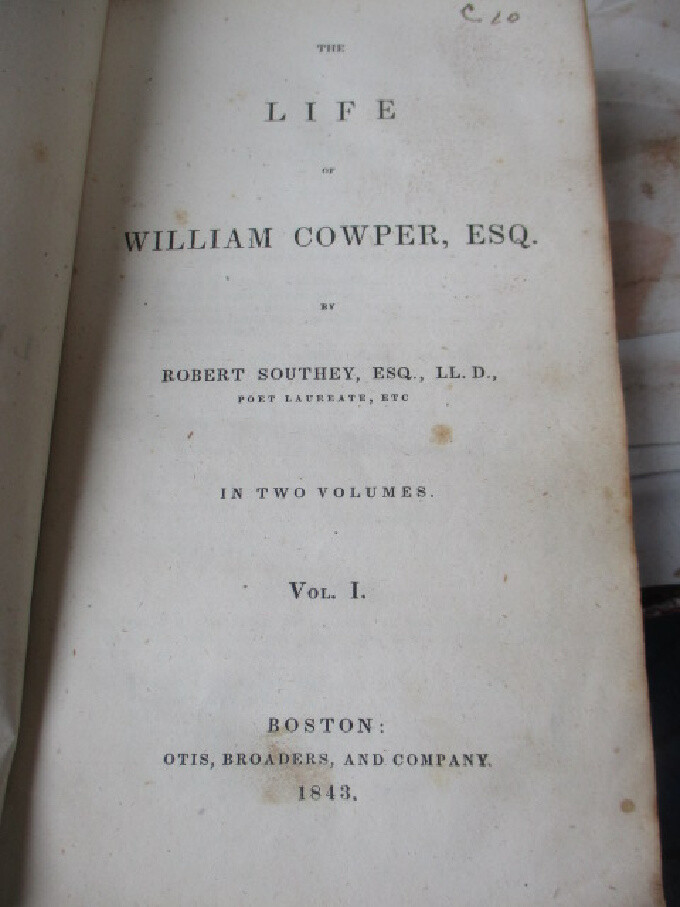 C 10
THE
LIFE
OF
WILLIAM COWPER, ESQ.
BY
ROBERT SOUTHEY, ESQ., LL. D.,
POET LAUREATE, ETC
IN TWO VOLUMES.
VOL. I.
BOSTON:
OTIS, BROADERS, AND COMPANY.
1843.